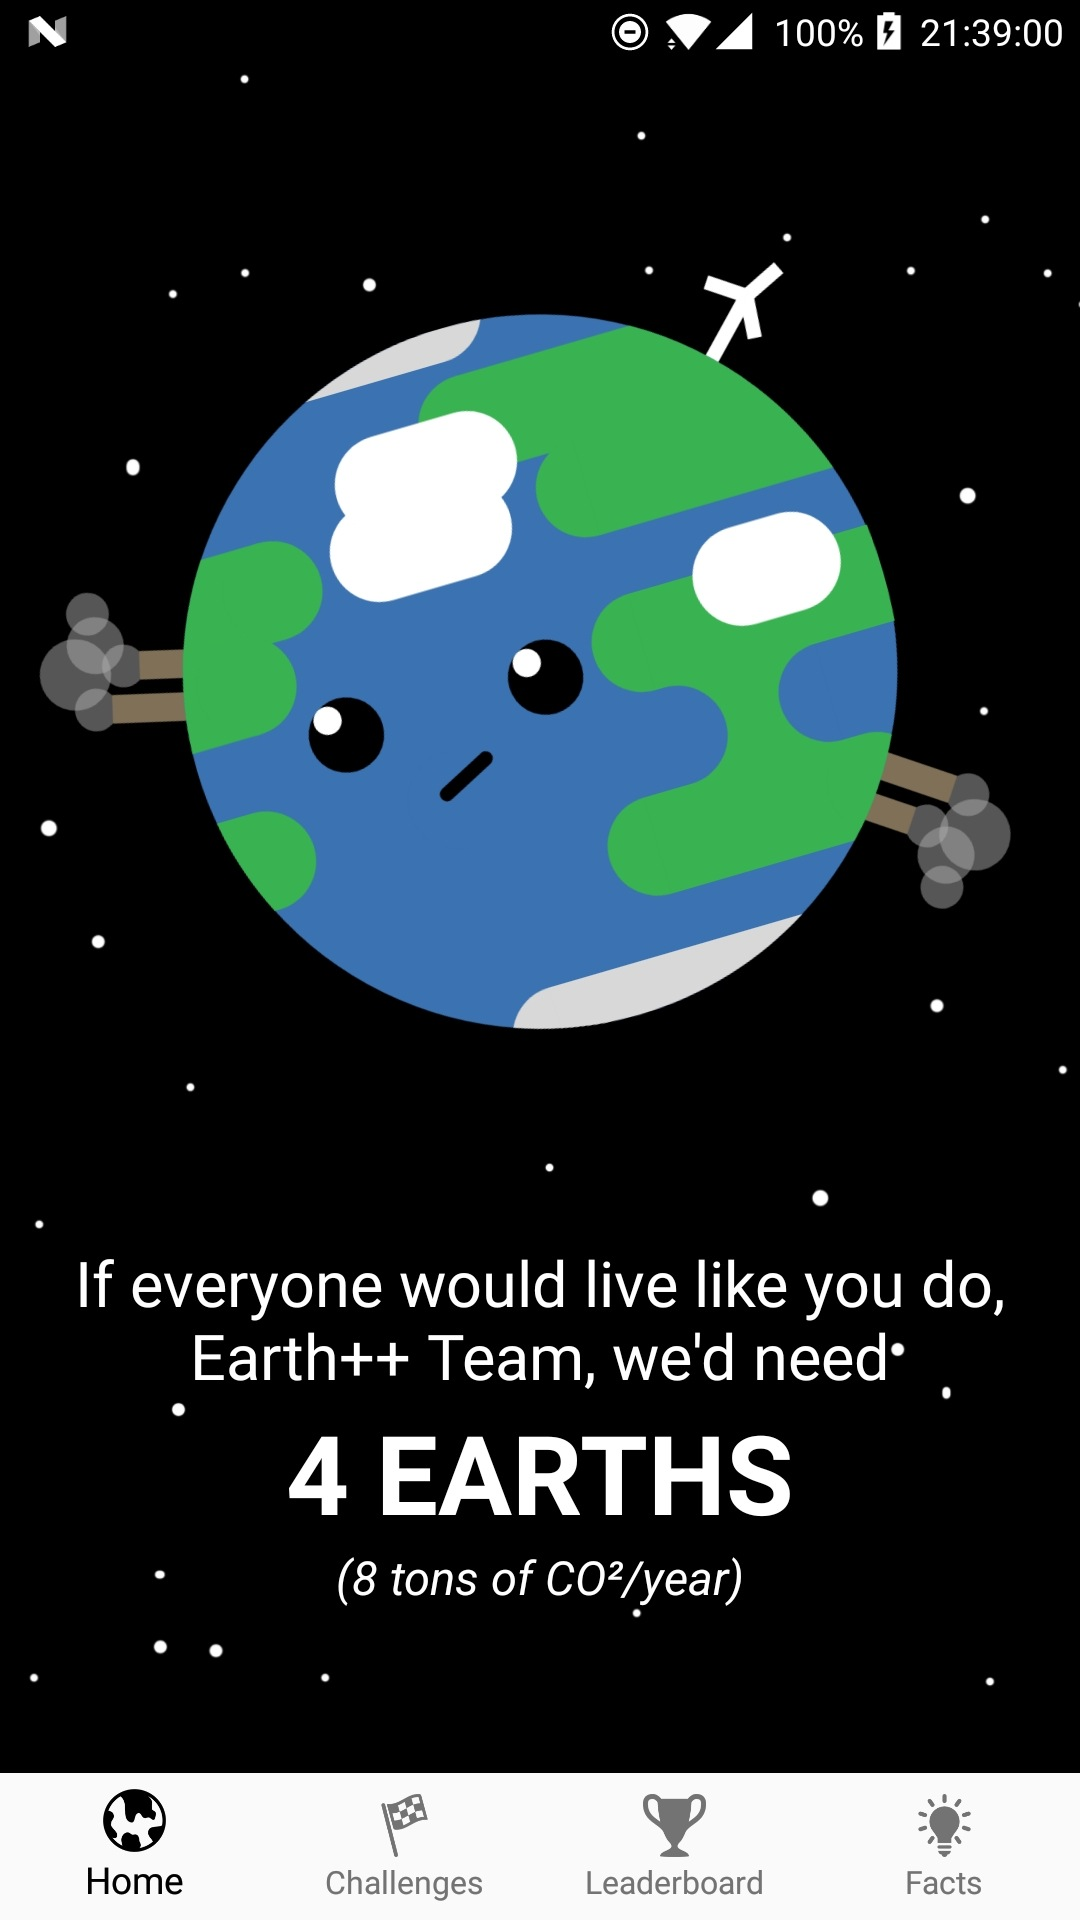 100% 21:39:00
If everyone would live like you do,
Earth++ Team, we'd need
4 EARTHS
(8 tons of CO²/year)
Home Challenges Leaderboard Facts